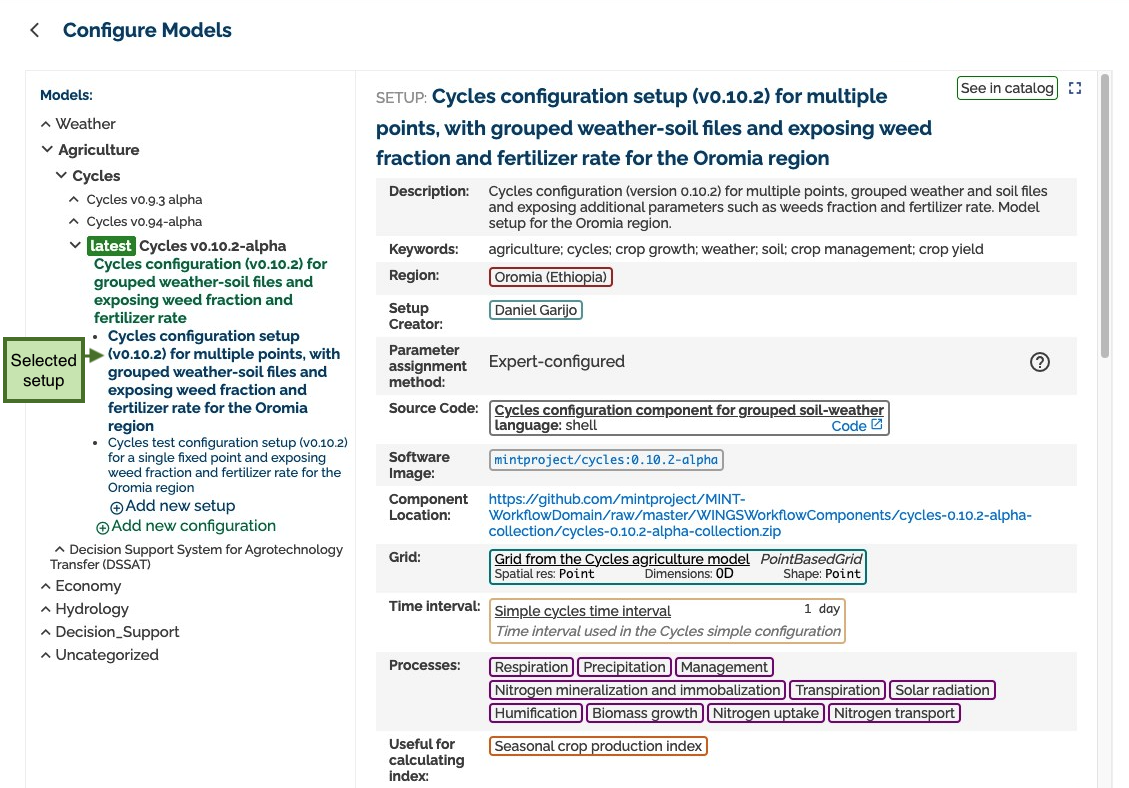 Configure Models
Models:
Weather
Agriculture
Cycles
Cycles v0.9.3 alpha
Cycles v0.94-alpha
latest Cycles v0.10.2-alpha
Cycles configuration (v0.10.2) for
grouped weather-soil files and
exposing weed fraction and
fertilizer rate
Cycles configuration setup
(v0.10.2) for multiple points, with
grouped weather-soil files and
exposing weed fraction and
fertilizer rate for the Oromia
region
Selected
setup
Cycles test configuration setup (v0.10.2)
for a single fixed point and exposing
weed fraction and fertilizer rate for the
Oromia region
Add new setup
Add new configuration
Decision Support System for Agrotechnology
Transfer (DSSAT)
Economy
Hydrology
Decision_Support
Uncategorized
See in catalog
SETUP: Cycles configuration setup (v0.10.2) for multiple
points, with grouped weather-soil files and exposing weed
fraction and fertilizer rate for the Oromia region
Description: Cycles configuration (version 0.10.2) for multiple points, grouped weather and soil files
and exposing additional parameters such as weeds fraction and fertilizer rate. Model
setup for the Oromia region.
Keywords: agriculture; cycles; crop growth; weather; soil; crop management; crop yield
Region: Oromia (Ethiopia)
Setup
Creator: Daniel Garijo
Parameter
assignment
method: Expert-configured
Source Code: Cycles configuration component for grouped soil-weather
language: shell Code
Software
Image: mintproject/cycles:0.10.2-alpha
Component
Location: https://github.com/mintproject/MINT-
WorkflowDomain/raw/master/WINGSWorkflowComponents/cycles-0.10.2-alpha-
collection/cycles-0.10.2-alpha-collection.zip
Grid: Grid from the Cycles agriculture model PointBasedGrid
Spatial res: Point Dimensions: 0D Shape: Point
Time interval: Simple cycles time interval 1 day
Time interval used in the Cycles simple configuration
Processes: Respiration Precipitation Management
Nitrogen mineralization and immobalization Transpiration Solar radiation
Humification Biomass growth Nitrogen uptake Nitrogen transport
Useful for
calculating
index: Seasonal crop production index